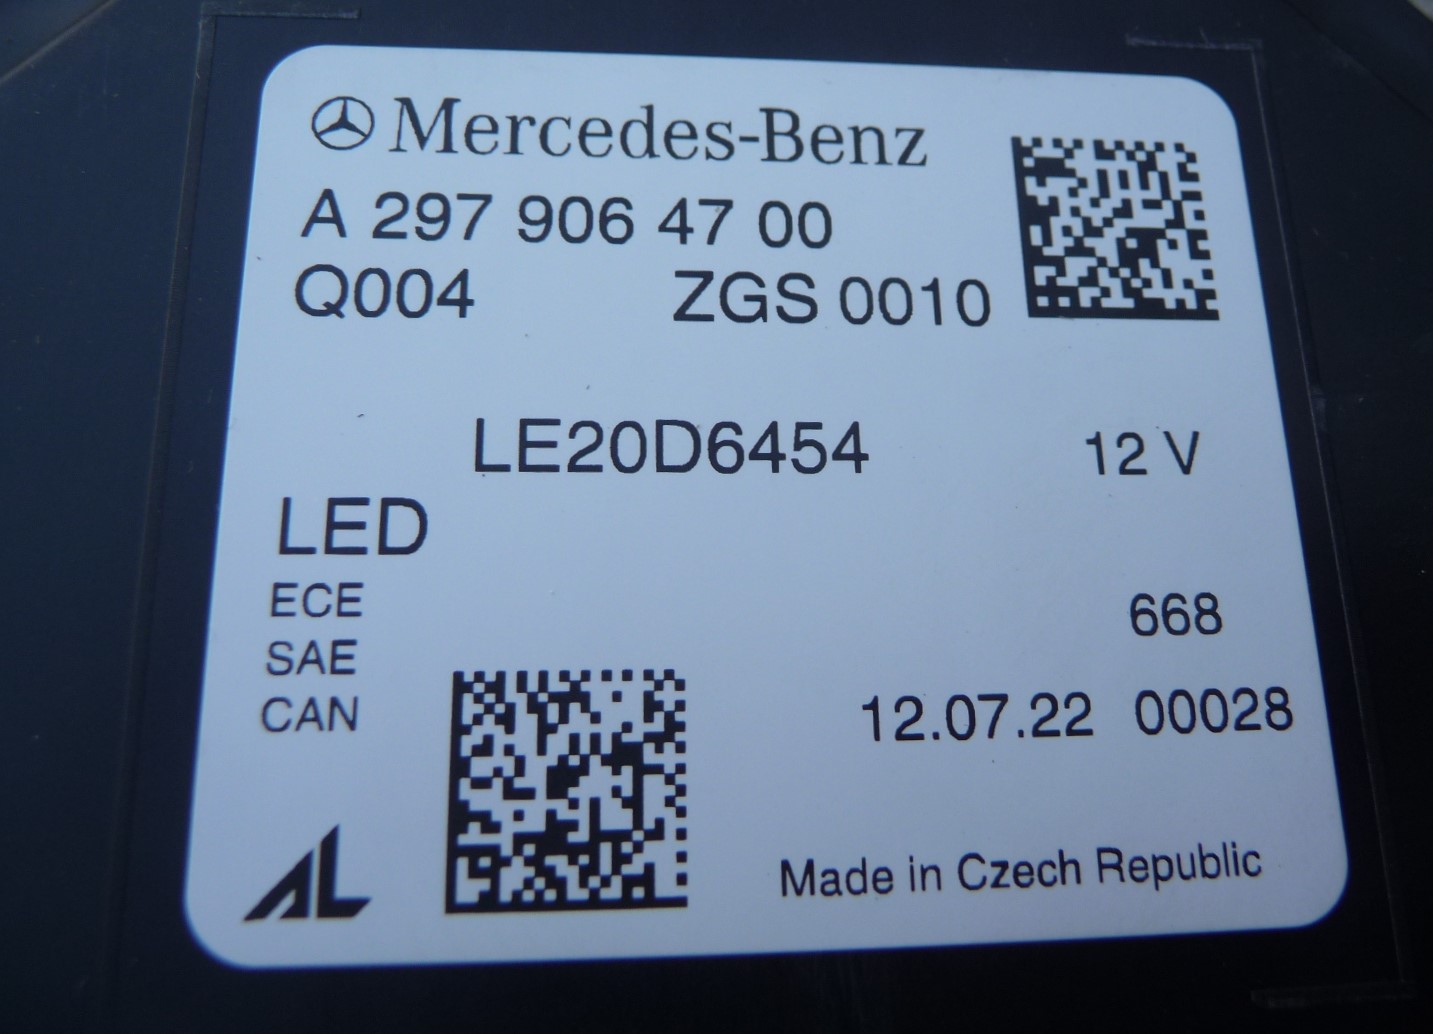 Mercedes-Benz
A 297 906 47 00
Q004 ZGS 0010
LE20D6454 12 V
LED
ECE 668
SAE
CAN 12.07.22 00028
AL Made in Czech Republic